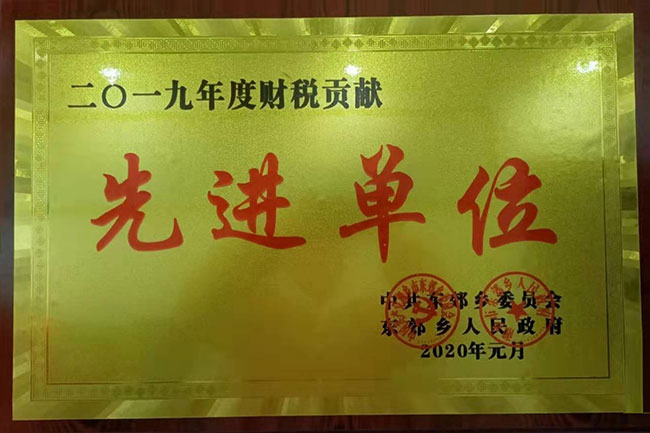 二〇一九年度财税贡献
先进单位
中共东郊乡委员会
东郊乡人民政府
2020年元月